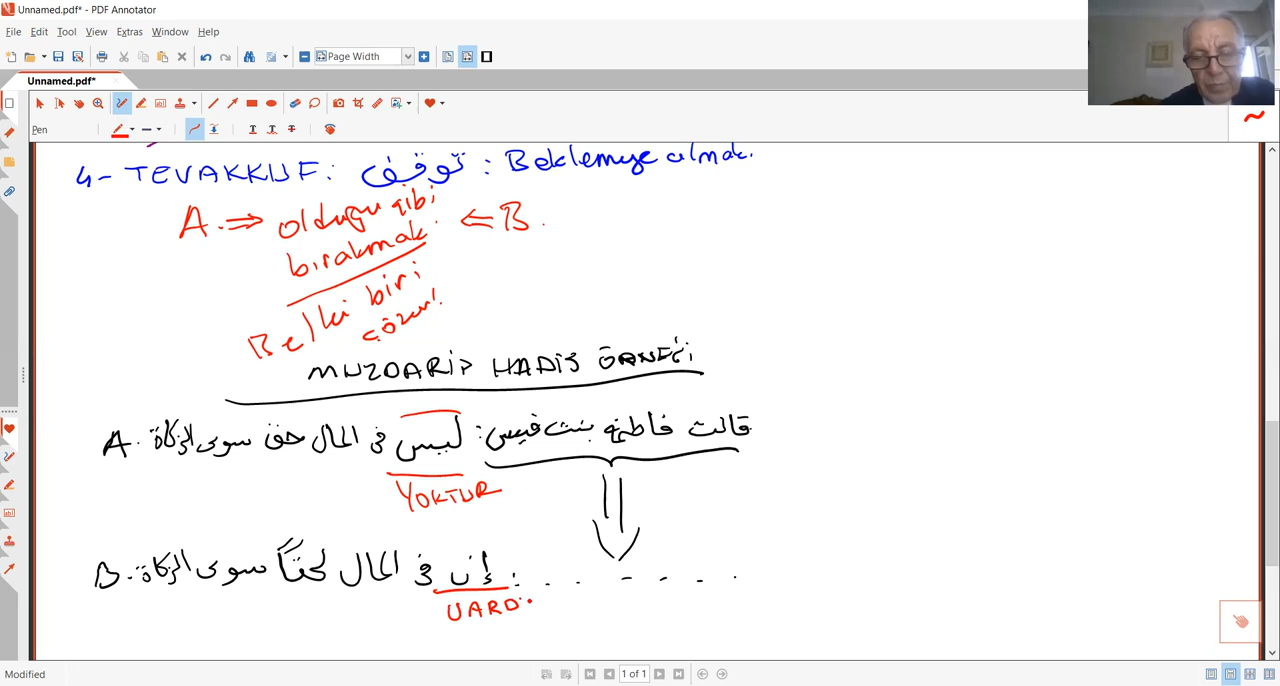 Unnamed.pdf* - PDF Annotator
File Edit Tool View Extras Window Help
Page Width
Unnamed.pdf*
Pen
4- TEVAKKUF: توقف : Beklemeye almak.
A. ⇒ olduğu gibi ⇐ B.
bırakmak
Belki biri
çözer!
MUZDARİP HADİS ÖRNEĞİ
A. قالت فاطمة بنت قيس: ليس في المال حق سوى الزكاة
YOKTUR
B. إن في المال لحقاً سوى الزكاة
VARDI.
1 of 1
Modified